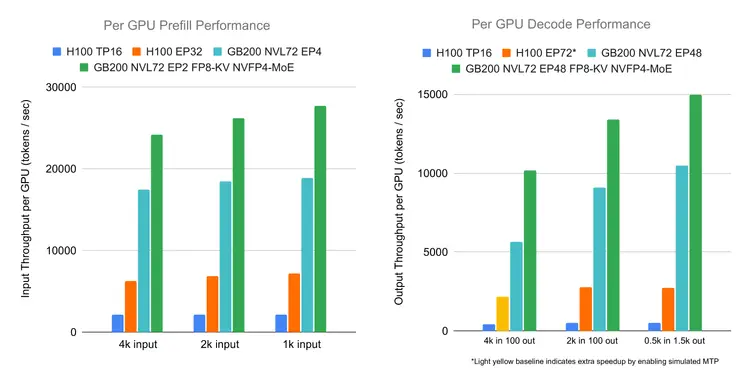 Per GPU Prefill Performance
H100 TP16 H100 EP32 GB200 NVL72 EP4
GB200 NVL72 EP2 FP8-KV NVFP4-MoE
Input Throughput per GPU (tokens / sec)
30000
20000
10000
0
4k input 2k input 1k input
Per GPU Decode Performance
H100 TP16 H100 EP72* GB200 NVL72 EP48
GB200 NVL72 EP48 FP8-KV NVFP4-MoE
Output Throughput per GPU (tokens / sec)
15000
10000
5000
0
4k in 100 out 2k in 100 out 0.5k in 1.5k out
*Light yellow baseline indicates extra speedup by enabling simulated MTP